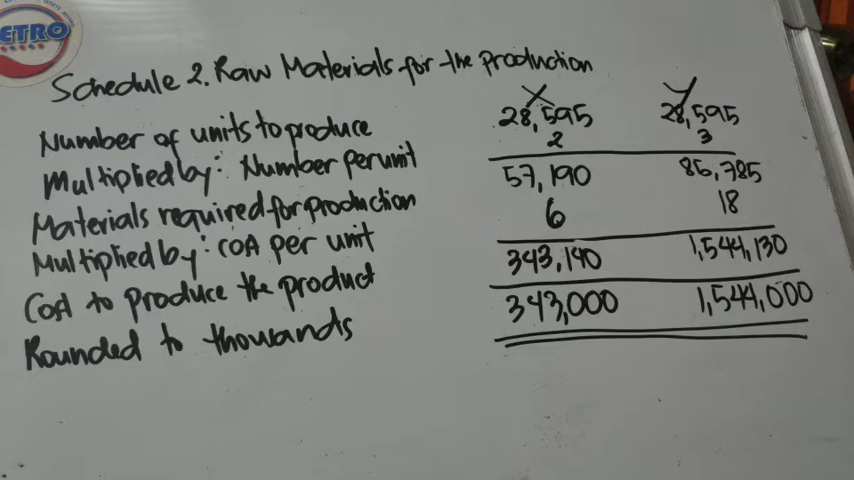 ETRO
Schedule 2. Raw Materials for the production
X Y
Number of units to produce 28,595 28,595
Multiplied by: Number per unit 2 3
Materials required for production 57,190 85,785
Multiplied by: Cost per unit 6 18
Cost to produce the product 343,140 1,544,130
Rounded to thousands 343,000 1,544,000